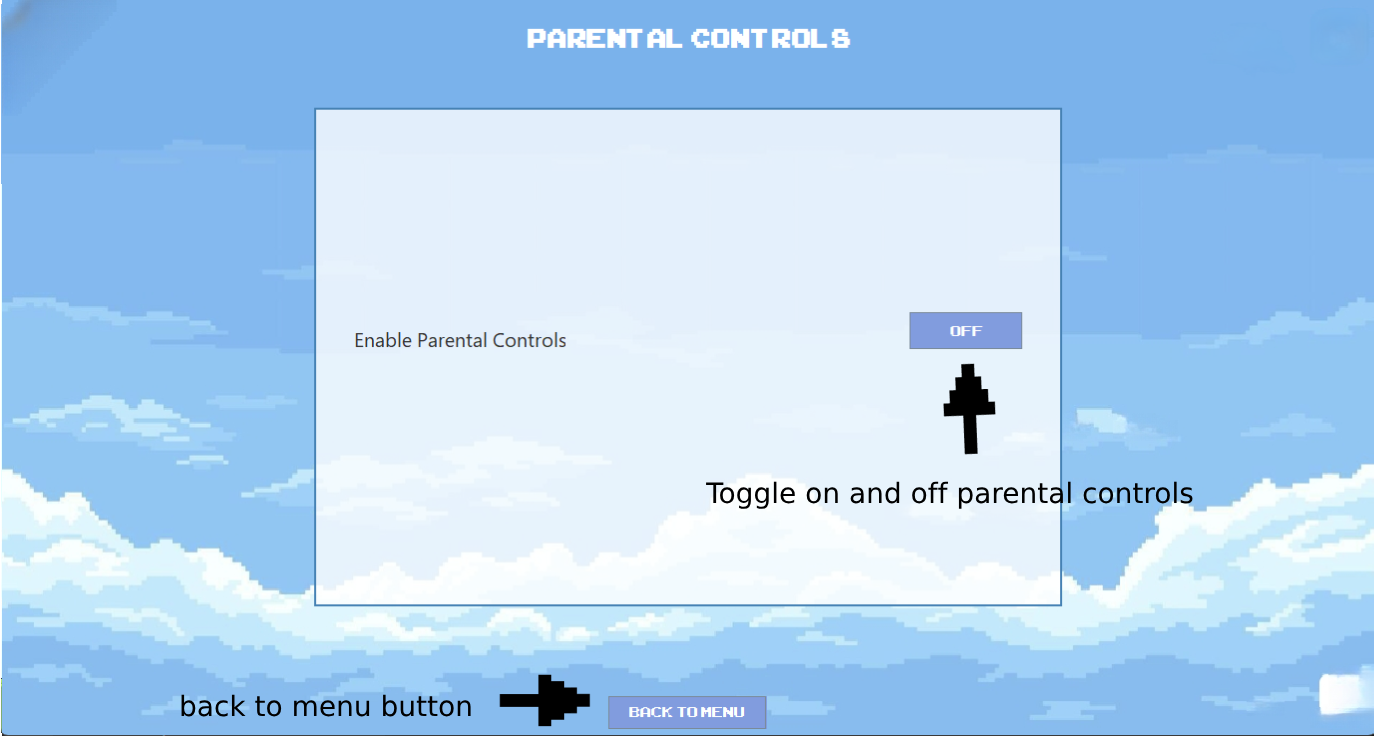 PARENTAL CONTROLS
Enable Parental Controls
OFF
Toggle on and off parental controls
back to menu button
BACK TO MENU